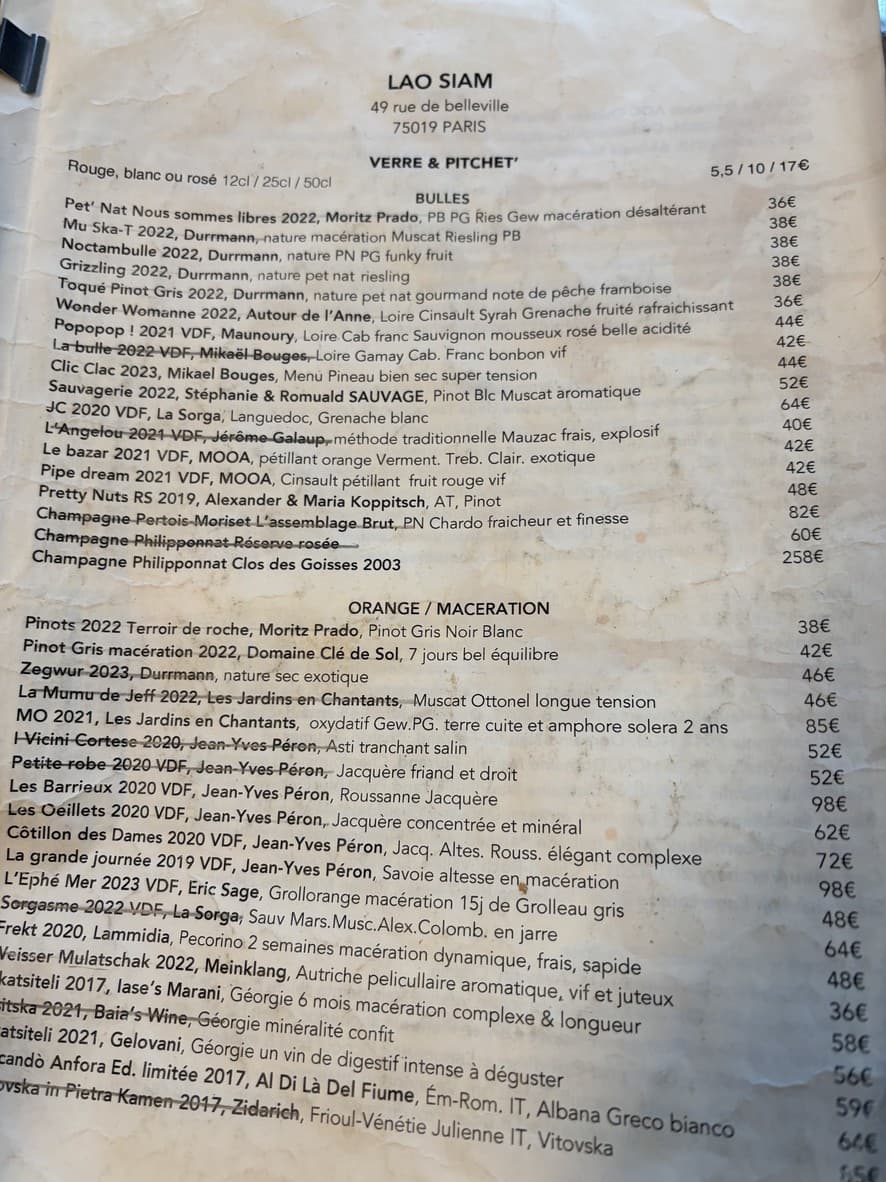 LAO SIAM
49 rue de belleville
75019 PARIS
VERRE & PITCHET'
Rouge, blanc ou rosé 12cl / 25cl / 50cl 5,5 / 10 / 17€
BULLES
Pet' Nat Nous sommes libres 2022, Moritz Prado, PB PG Ries Gew macération désaltérant 36€
Mu Ska-T 2022, Durrmann, nature macération Muscat Riesling PB 38€
Noctambulle 2022, Durrmann, nature PN PG funky fruit 38€
Grizzling 2022, Durrmann, nature pet nat riesling 38€
Toqué Pinot Gris 2022, Durrmann, nature pet nat gourmand note de pêche framboise 38€
Wonder Womanne 2022, Autour de l'Anne, Loire Cinsault Syrah Grenache fruité rafraichissant 36€
Popopop ! 2021 VDF, Maunoury, Loire Cab franc Sauvignon mousseux rosé belle acidité 44€
La bulle 2022 VDF, Mikaël Bouges, Loire Gamay Cab. Franc bonbon vif 42€
Clic Clac 2023, Mikael Bouges, Menu Pineau bien sec super tension 44€
Sauvagerie 2022, Stéphanie & Romuald SAUVAGE, Pinot Blc Muscat aromatique 52€
JC 2020 VDF, La Sorga, Languedoc, Grenache blanc 64€
L'Angelou 2021 VDF, Jérôme Galaup, méthode traditionnelle Mauzac frais, explosif 40€
Le bazar 2021 VDF, MOOA, pétillant orange Verment. Treb. Clair. exotique 42€
Pipe dream 2021 VDF, MOOA, Cinsault pétillant fruit rouge vif 42€
Pretty Nuts RS 2019, Alexander & Maria Koppitsch, AT, Pinot 48€
Champagne Pertois-Moriset L'assemblage Brut, PN Chardo fraicheur et finesse 82€
Champagne Philipponnat Réserve rosée 60€
Champagne Philipponnat Clos des Goisses 2003 258€
ORANGE / MACERATION
Pinots 2022 Terroir de roche, Moritz Prado, Pinot Gris Noir Blanc 38€
Pinot Gris macération 2022, Domaine Clé de Sol, 7 jours bel équilibre 42€
Zegwur 2023, Durrmann, nature sec exotique 46€
La Mumu de Jeff 2022, Les Jardins en Chantants, Muscat Ottonel longue tension 46€
MO 2021, Les Jardins en Chantants, oxydatif Gew.PG. terre cuite et amphore solera 2 ans 85€
I Vicini Cortese 2020, Jean-Yves Péron, Asti tranchant salin 52€
Petite robe 2020 VDF, Jean-Yves Péron, Jacquère friand et droit 52€
Les Barrieux 2020 VDF, Jean-Yves Péron, Roussanne Jacquère 98€
Les Oeillets 2020 VDF, Jean-Yves Péron, Jacquère concentrée et minéral 62€
Côtillon des Dames 2020 VDF, Jean-Yves Péron, Jacq. Altes. Rouss. élégant complexe 72€
La grande journée 2019 VDF, Jean-Yves Péron, Savoie altesse en macération 98€
L'Ephé Mer 2023 VDF, Eric Sage, Grollorange macération 15j de Grolleau gris 48€
Sorgasme 2022 VDF, La Sorga, Sauv Mars.Musc.Alex.Colomb. en jarre 64€
Frekt 2020, Lammidia, Pecorino 2 semaines macération dynamique, frais, sapide 48€
Weisser Mulatschak 2022, Meinklang, Autriche pelicullaire aromatique, vif et juteux 36€
katsiteli 2017, Iase's Marani, Géorgie 6 mois macération complexe & longueur 58€
itska 2021, Baia's Wine, Géorgie minéralité confit 56€
atsiteli 2021, Gelovani, Géorgie un vin de digestif intense à déguster 59€
candò Anfora Ed. limitée 2017, Al Di Là Del Fiume, Ém-Rom. IT, Albana Greco bianco 64€
ovska in Pietra Kamen 2017, Zidarich, Frioul-Vénétie Julienne IT, Vitovska